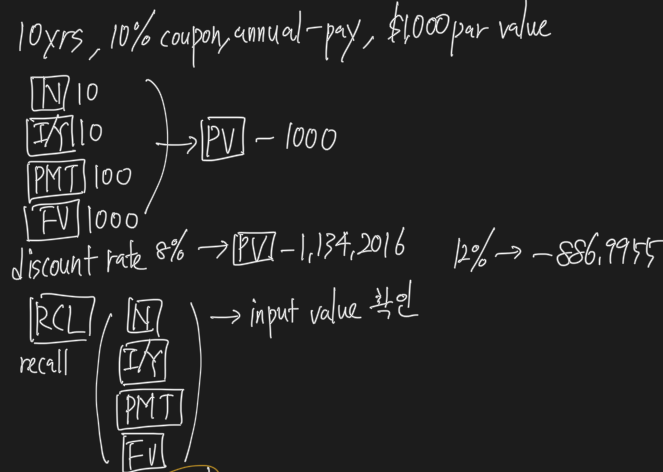 10yrs, 10% coupon, annual-pay, $1,000 par value
N 10
I/Y 10
PMT 100
FV 1000
→ PV - 1000
discount rate 8% → PV - 1,134,2016 12% → - 886,9955
RCL
recall
N
I/Y
PMT
FV
→ input value 확인